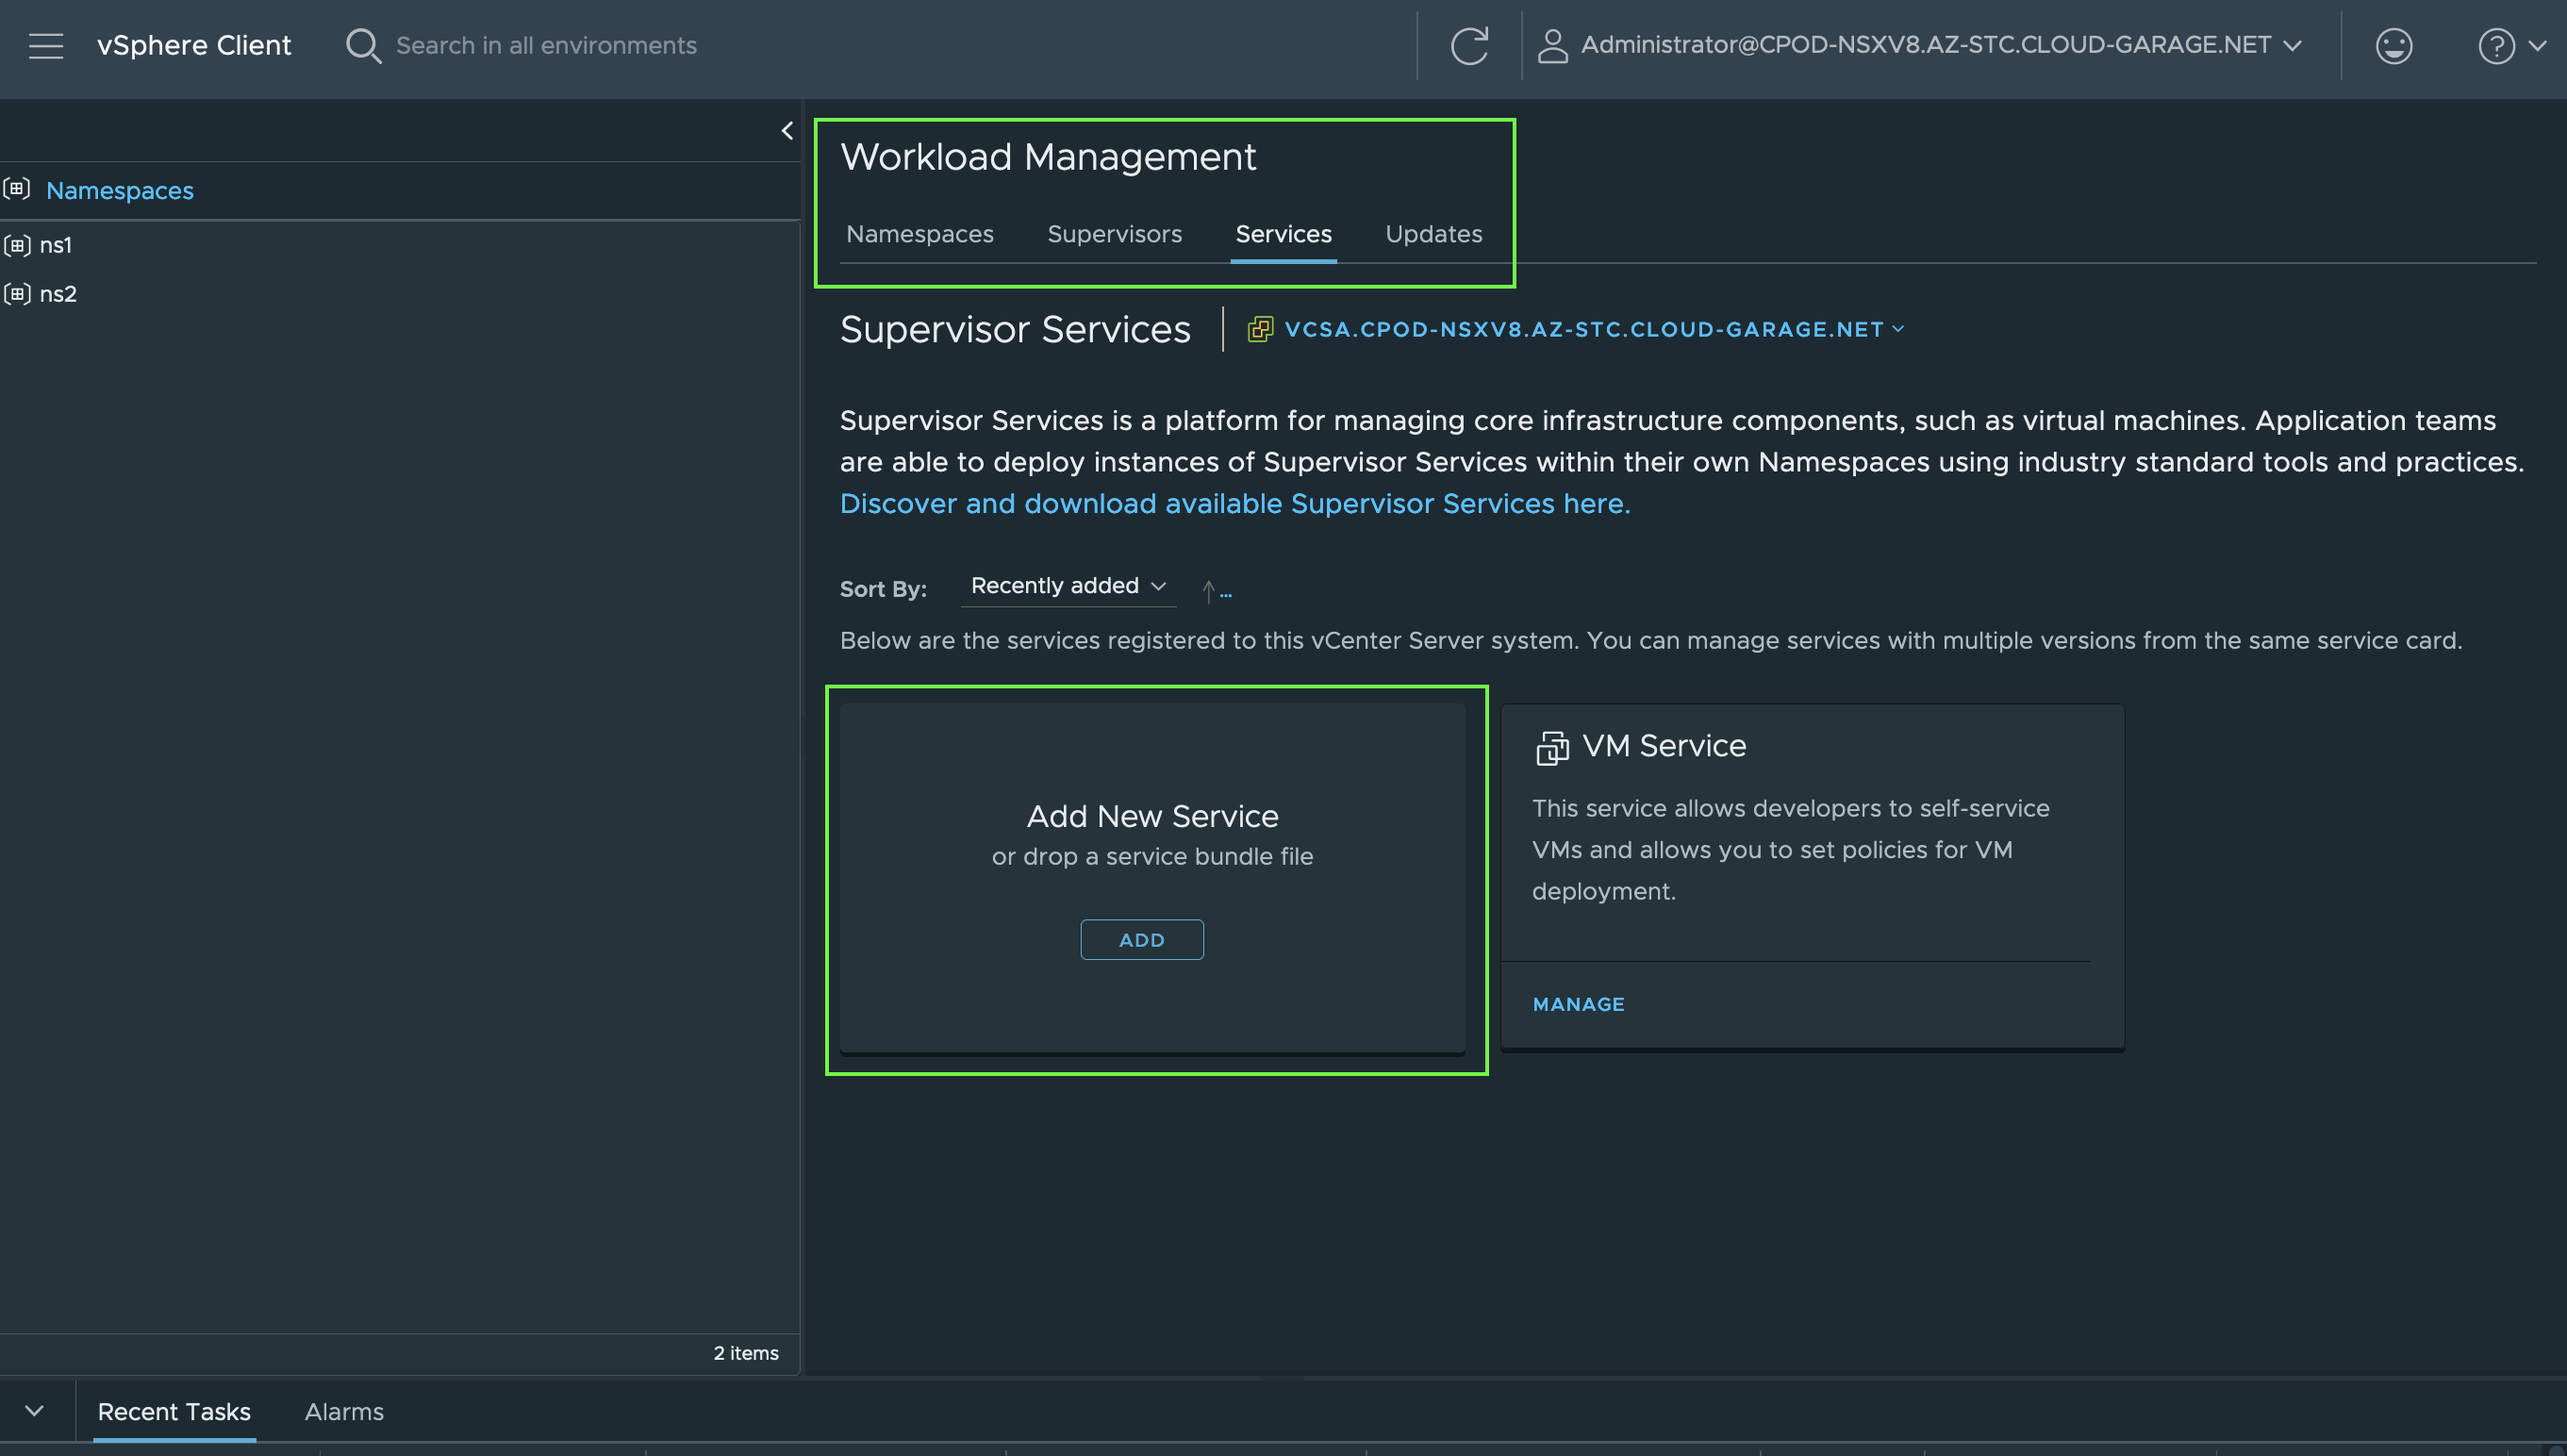 vSphere Client
Search in all environments
Administrator@CPOD-NSXV8.AZ-STC.CLOUD-GARAGE.NET
Namespaces
ns1
ns2
2 items
Workload Management
Namespaces Supervisors Services Updates
Supervisor Services
VCSA.CPOD-NSXV8.AZ-STC.CLOUD-GARAGE.NET
Supervisor Services is a platform for managing core infrastructure components, such as virtual machines. Application teams
are able to deploy instances of Supervisor Services within their own Namespaces using industry standard tools and practices.
Discover and download available Supervisor Services here.
Sort By: Recently added ...
Below are the services registered to this vCenter Server system. You can manage services with multiple versions from the same service card.
Add New Service
or drop a service bundle file
ADD
VM Service
This service allows developers to self-service
VMs and allows you to set policies for VM
deployment.
MANAGE
Recent Tasks Alarms